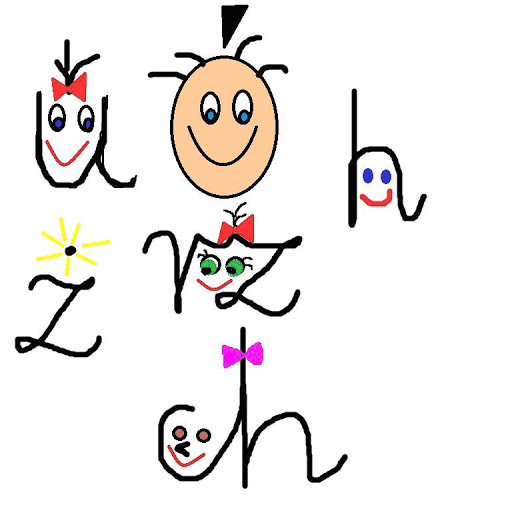 u ó h
ż rz
ch